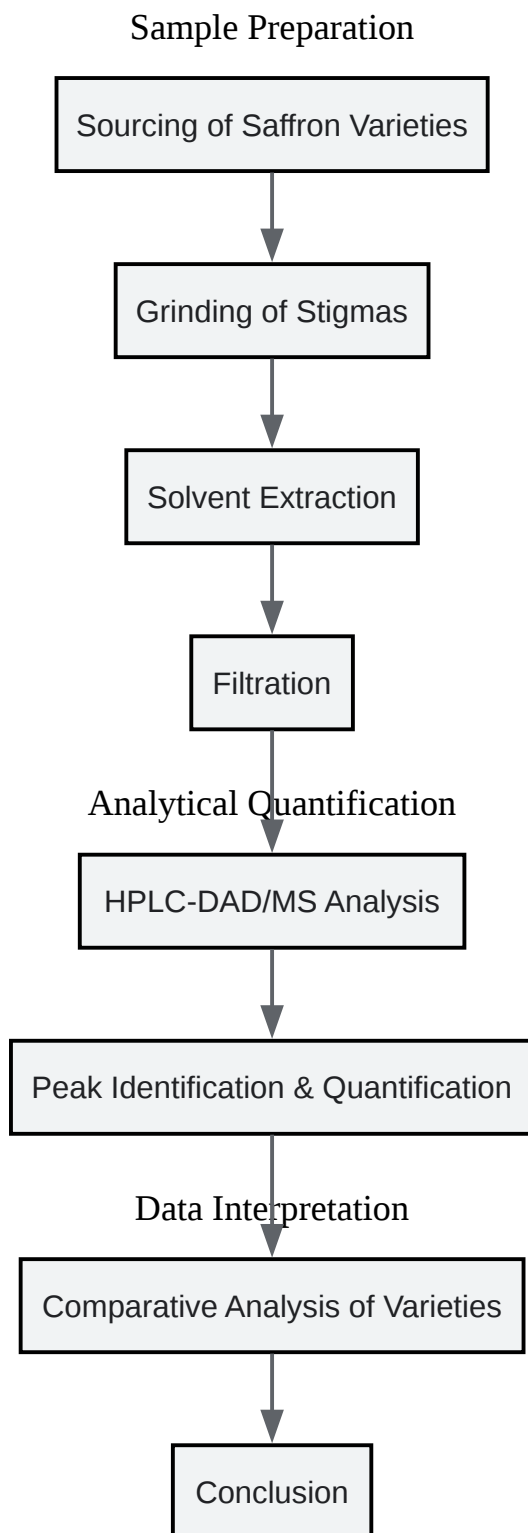 Sample Preparation
Sourcing of Saffron Varieties
Grinding of Stigmas
Solvent Extraction
Filtration
Analytical Quantification
HPLC-DAD/MS Analysis
Peak Identification & Quantification
Data Interpretation
Comparative Analysis of Varieties
Conclusion